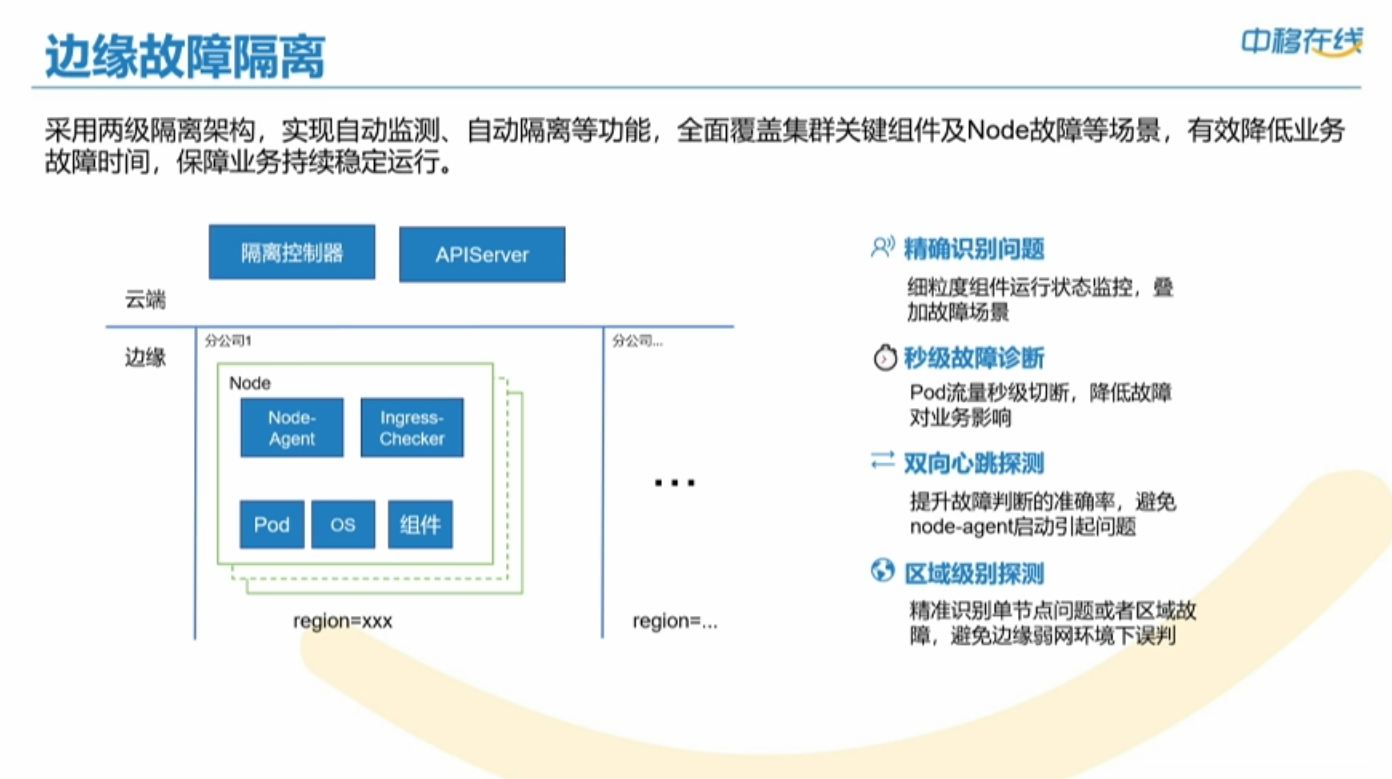 边缘故障隔离
中移在线
采用两级隔离架构，实现自动监测、自动隔离等功能，全面覆盖集群关键组件及Node故障等场景，有效降低业务
故障时间，保障业务持续稳定运行。
隔离控制器
APIServer
云端
边缘
分公司1
分公司...
Node
Node-
Agent
Ingress-
Checker
Pod
OS
组件
...
region=xxx
region=...
精确识别问题
细粒度组件运行状态监控，叠
加故障场景
秒级故障诊断
Pod流量秒级切断，降低故障
对业务影响
双向心跳探测
提升故障判断的准确率，避免
node-agent启动引起问题
区域级别探测
精准识别单节点问题或者区域故
障，避免边缘弱网环境下误判